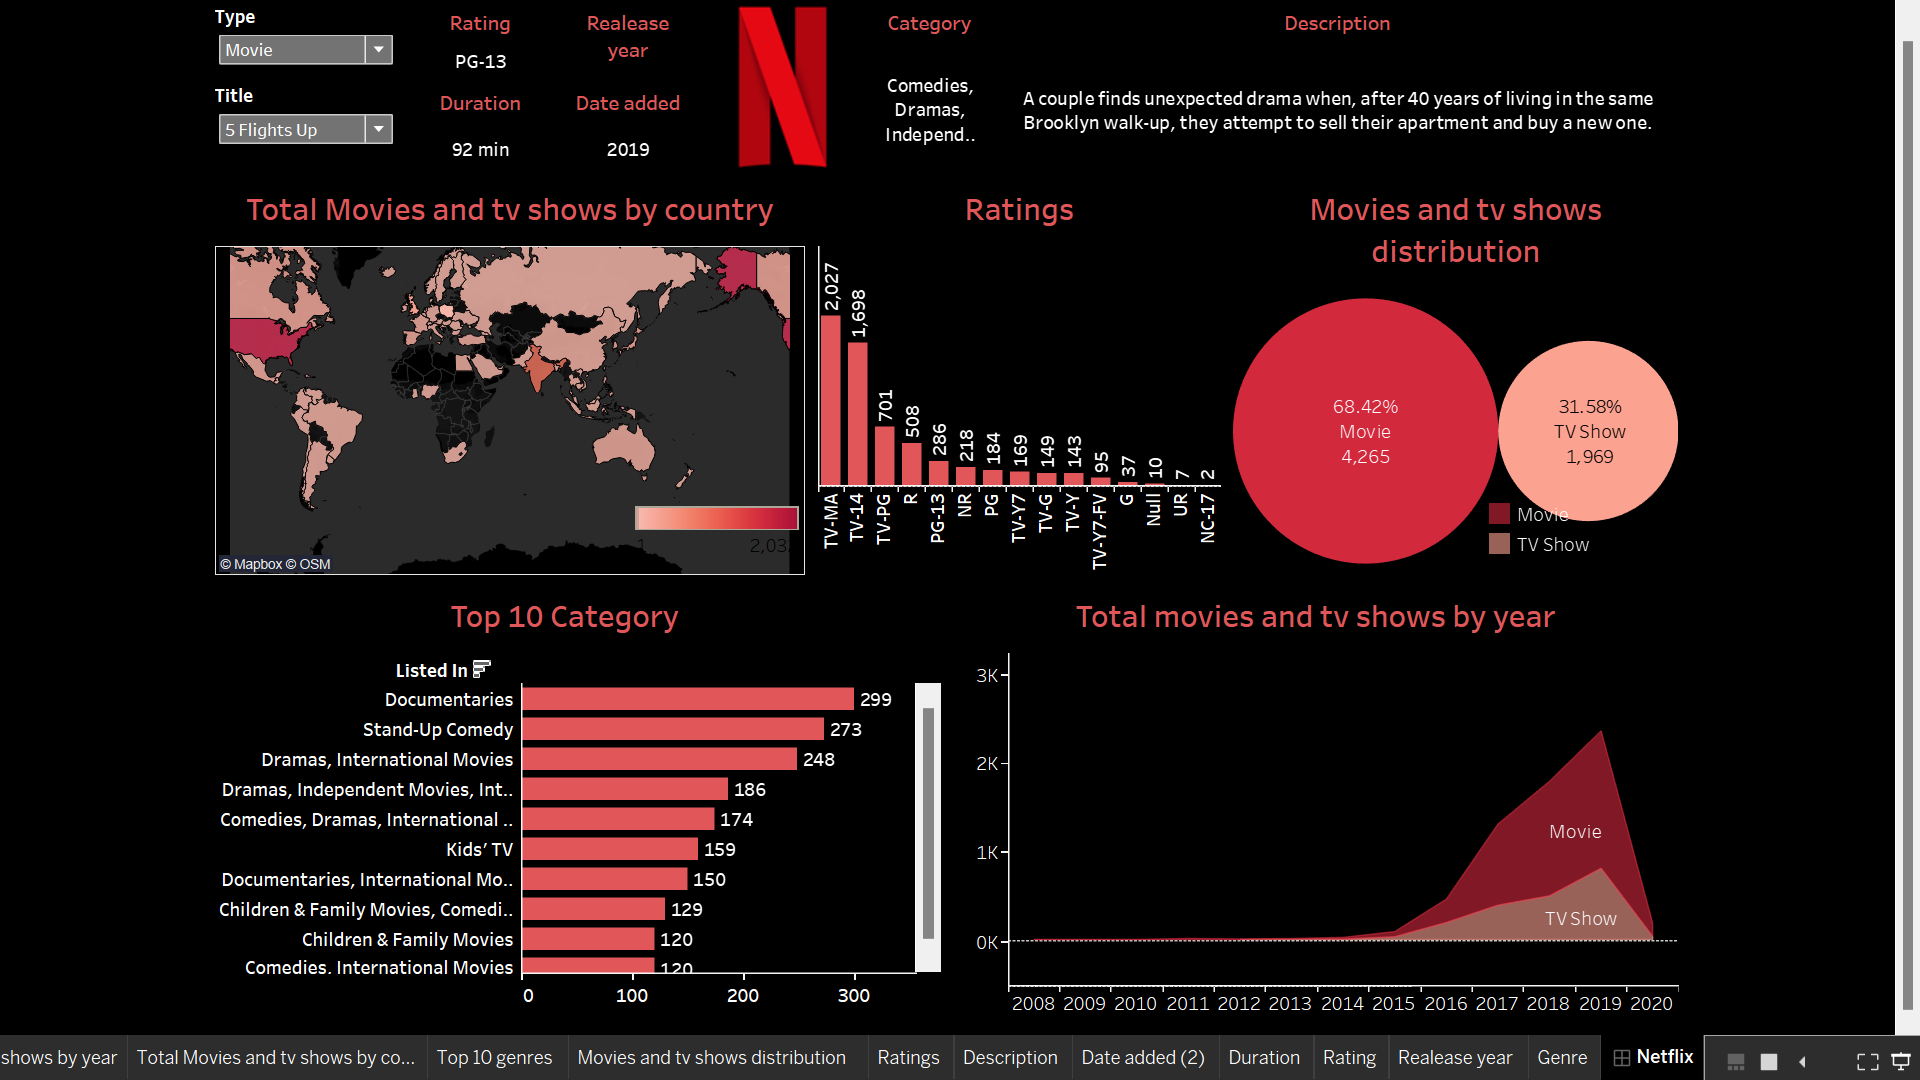 Type
Movie
Title
5 Flights Up
Rating
PG-13
Realease
year
Duration
92 min
Date added
2019
Category
Comedies,
Dramas,
Independ..
Description
A couple finds unexpected drama when, after 40 years of living in the same
Brooklyn walk-up, they attempt to sell their apartment and buy a new one.
Total Movies and tv shows by country
1
2,03
© Mapbox © OSM
Ratings
2,027
1,698
701
508
286
218
184
169
149
143
95
37
10
7
2
TV-MA
TV-14
TV-PG
R
PG-13
NR
PG
TV-Y7
TV-G
TV-Y
TV-Y7-FV
G
Null
UR
NC-17
Movies and tv shows
distribution
68.42%
Movie
4,265
31.58%
TV Show
1,969
Movie
TV Show
Top 10 Category
Listed In
Documentaries 299
Stand-Up Comedy 273
Dramas, International Movies 248
Dramas, Independent Movies, Int.. 186
Comedies, Dramas, International .. 174
Kids’ TV 159
Documentaries, International Mo.. 150
Children & Family Movies, Comedi.. 129
Children & Family Movies 120
Comedies, International Movies 120
0 100 200 300
Total movies and tv shows by year
3K
2K
1K
0K
Movie
TV Show
2008 2009 2010 2011 2012 2013 2014 2015 2016 2017 2018 2019 2020
shows by year Total Movies and tv shows by co... Top 10 genres Movies and tv shows distribution Ratings Description Date added (2) Duration Rating Realease year Genre Netflix